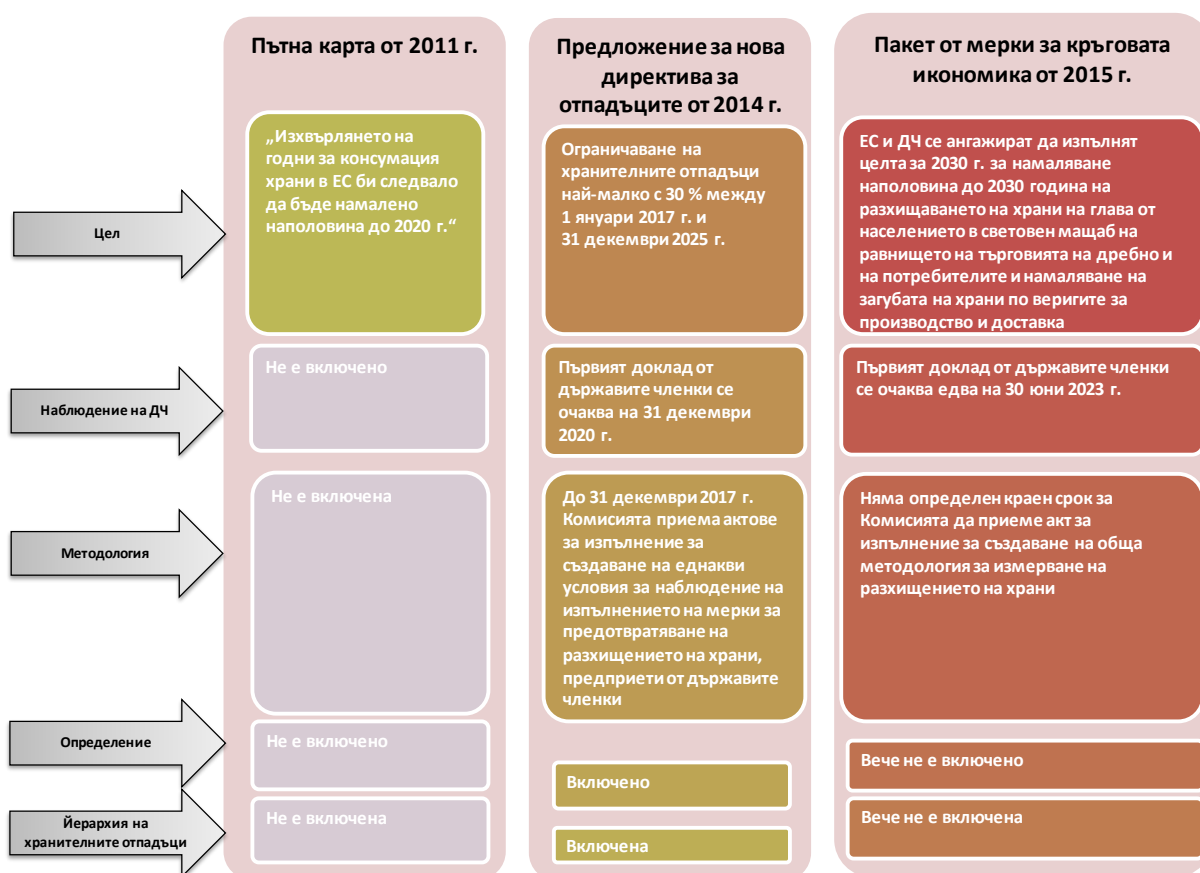 Пътна карта от 2011 г.
Предложение за нова
директива за
отпадъците от 2014 г.
Пакет от мерки за кръговата
икономика от 2015 г.
Цел
„Изхвърлянето на
годни за консумация
храни в ЕС би следвало
да бъде намалено
наполовина до 2020 г.“
Ограничаване на
хранителните отпадъци
най-малко с 30 % между
1 януари 2017 г. и
31 декември 2025 г.
ЕС и ДЧ се ангажират да изпълнят
целта за 2030 г. за намаляване
наполовина до 2030 година на
разхищаването на храни на глава от
населението в световен мащаб на
равнището на търговията на дребно и
на потребителите и намаляване на
загубата на храни по веригите за
производство и доставка
Наблюдение на ДЧ
Не е включено
Първият доклад от
държавите членки се
очаква на 31 декември
2020 г.
Първият доклад от държавите членки
се очаква едва на 30 юни 2023 г.
Методология
Не е включена
До 31 декември 2017 г.
Комисията приема актове
за изпълнение за
създаване на еднакви
условия за наблюдение на
изпълнението на мерки за
предотвратяване на
разхищението на храни,
предприети от държавите
членки
Няма определен краен срок за
Комисията да приеме акт за
изпълнение за създаване на обща
методология за измерване на
разхищението на храни
Определение
Не е включено
Включено
Вече не е включено
Йерархия на
хранителните отпадъци
Не е включена
Включена
Вече не е включена